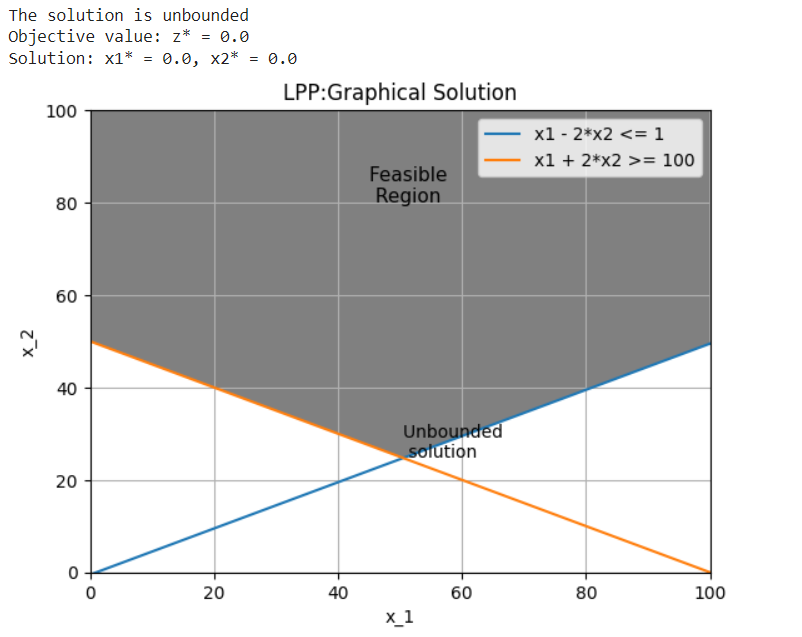 The solution is unbounded
Objective value: z* = 0.0
Solution: x1* = 0.0, x2* = 0.0
LPP:Graphical Solution
x1 - 2*x2 <= 1
x1 + 2*x2 >= 100
Feasible
Region
Unbounded
solution
100
80
60
40
20
0
x_2
0 20 40 60 80 100
x_1